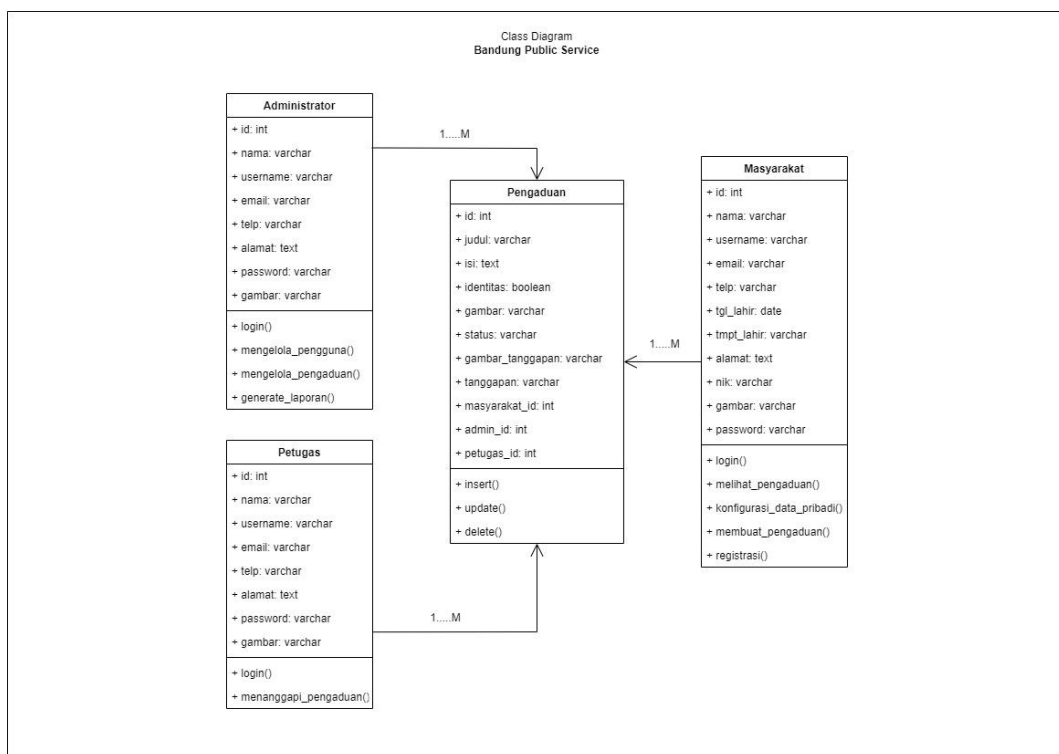 Class Diagram
Bandung Public Service
Administrator
+ id: int
+ nama: varchar
+ username: varchar
+ email: varchar
+ telp: varchar
+ alamat: text
+ password: varchar
+ gambar: varchar
+ login()
+ mengelola_pengguna()
+ mengelola_pengaduan()
+ generate_laporan()
1.....M
Pengaduan
+ id: int
+ judul: varchar
+ isi: text
+ identitas: boolean
+ gambar: varchar
+ status: varchar
+ gambar_tanggapan: varchar
+ tanggapan: varchar
+ masyarakat_id: int
+ admin_id: int
+ petugas_id: int
+ insert()
+ update()
+ delete()
1.....M
Masyarakat
+ id: int
+ nama: varchar
+ username: varchar
+ email: varchar
+ telp: varchar
+ tgl_lahir: date
+ tmpt_lahir: varchar
+ alamat: text
+ nik: varchar
+ gambar: varchar
+ password: varchar
+ login()
+ melihat_pengaduan()
+ konfigurasi_data_pribadi()
+ membuat_pengaduan()
+ registrasi()
Petugas
+ id: int
+ nama: varchar
+ username: varchar
+ email: varchar
+ telp: varchar
+ alamat: text
+ password: varchar
+ gambar: varchar
+ login()
+ menanggapi_pengaduan()
1.....M